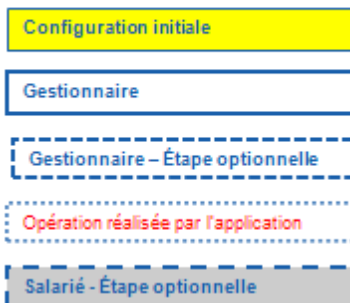 Configuration initiale
Gestionnaire
Gestionnaire – Étape optionnelle
Opération réalisée par l'application
Salarié - Étape optionnelle